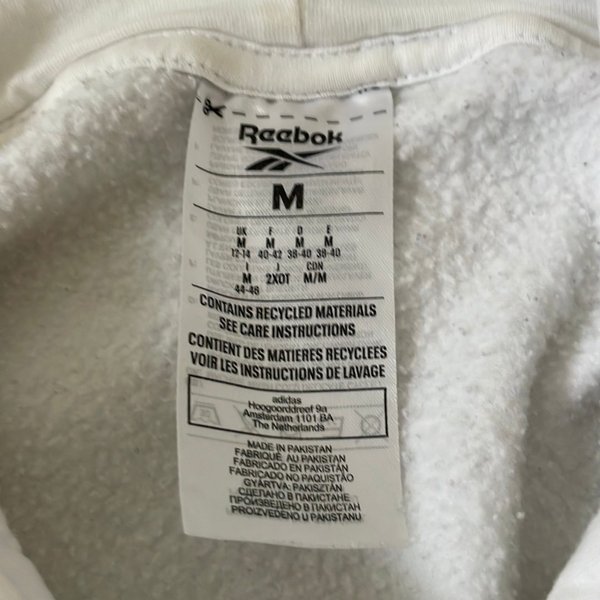 Reebok
M
UK F D E
M M M M
12-14 40-42 38-40 38-40
I J CDN
M 2XOT M/M
44-46
CONTAINS RECYCLED MATERIALS
SEE CARE INSTRUCTIONS
CONTIENT DES MATIERES RECYCLEES
VOIR LES INSTRUCTIONS DE LAVAGE
adidas
Hoogoorddreef 9a
Amsterdam 1101 BA
The Netherlands
MADE IN PAKISTAN
FABRIQUÉ AU PAKISTAN
FABRICADO EN PAKISTÁN
FABRICADO NO PAQUISTÃO
GYÁRTVA: PAKISZTÁN
СДЕЛАНО В ПАКИСТАНЕ
ПРОИЗВЕДЕНО В ПАКИСТАН
PROIZVEDENO U PAKISTANU